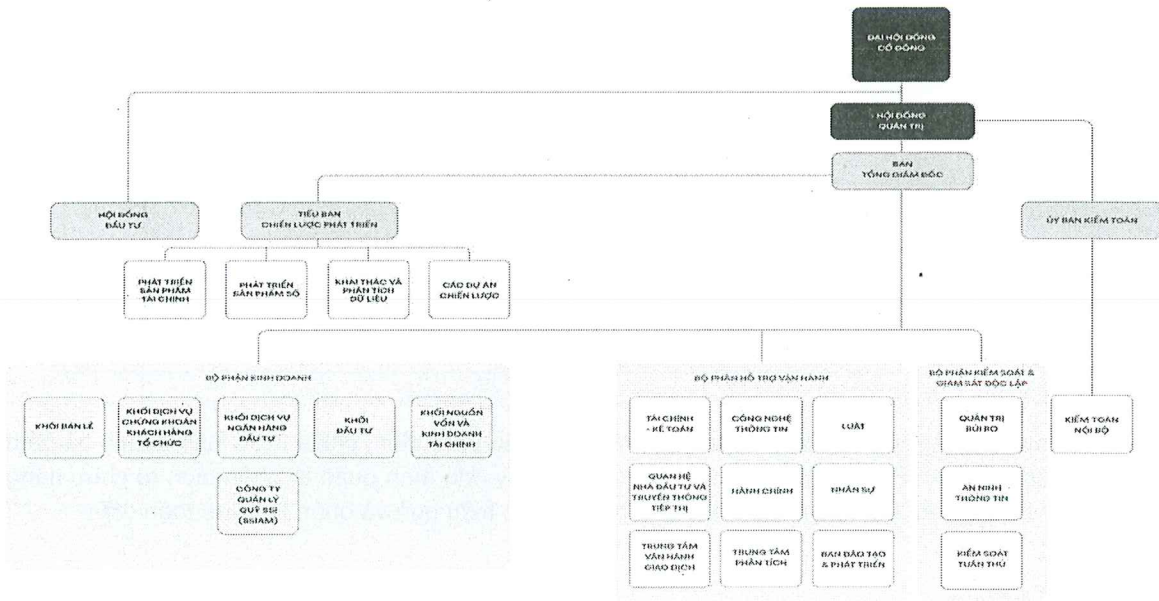 ĐẠI HỘI ĐỒNG
CỔ ĐÔNG
HỘI ĐỒNG
QUẢN TRỊ
BAN
TỔNG GIÁM ĐỐC
HỘI ĐỒNG
ĐẦU TƯ
TIỂU BAN
CHIẾN LƯỢC PHÁT TRIỂN
ỦY BAN KIỂM TOÁN
PHÁT TRIỂN
SẢN PHẨM
TÀI CHÍNH
PHÁT TRIỂN
SẢN PHẨM SỐ
KHAI THÁC VÀ
PHÂN TÍCH
DỮ LIỆU
CÁC DỰ ÁN
CHIẾN LƯỢC
BỘ PHẬN KINH DOANH
KHỐI BÁN LẺ
KHỐI DỊCH VỤ
CHỨNG KHOÁN
KHÁCH HÀNG
TỔ CHỨC
KHỐI DỊCH VỤ
NGÂN HÀNG
ĐẦU TƯ
KHỐI
ĐẦU TƯ
KHỐI NGUỒN
VỐN VÀ
KINH DOANH
TÀI CHÍNH
CÔNG TY
QUẢN LÝ
QUỸ SSI
(SSIAM)
BỘ PHẬN HỖ TRỢ VẬN HÀNH
TÀI CHÍNH
- KẾ TOÁN
CÔNG NGHỆ
THÔNG TIN
LUẬT
QUAN HỆ
NHÀ ĐẦU TƯ VÀ
TRUYỀN THÔNG
TIẾP THỊ
HÀNH CHÍNH
NHÂN SỰ
TRUNG TÂM
VẬN HÀNH
GIAO DỊCH
TRUNG TÂM
PHÂN TÍCH
BAN ĐÀO TẠO
& PHÁT TRIỂN
BỘ PHẬN KIỂM SOÁT &
GIÁM SÁT ĐỘC LẬP
QUẢN TRỊ
RỦI RO
AN NINH
THÔNG TIN
KIỂM SOÁT
TUÂN THỦ
KIỂM TOÁN
NỘI BỘ